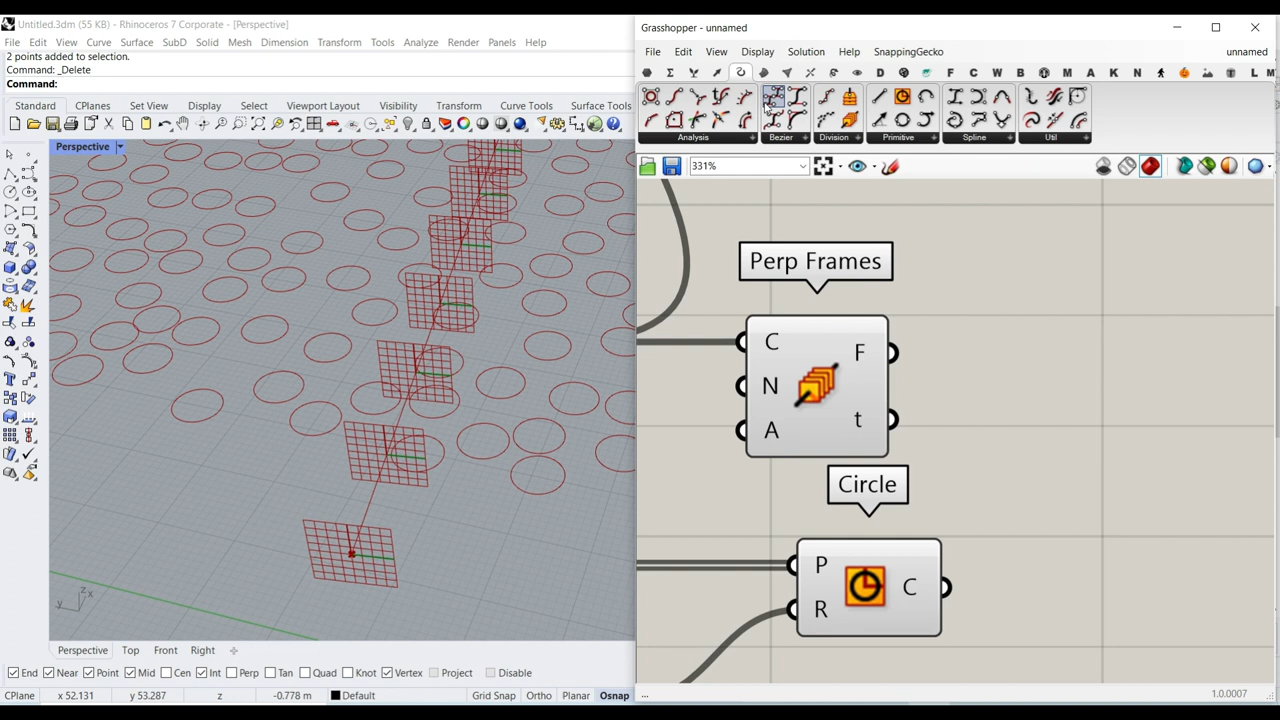 Untitled.3dm (55 KB) - Rhinoceros 7 Corporate - [Perspective]
File Edit View Curve Surface SubD Solid Mesh Dimension Transform Tools Analyze Render Panels Help
2 points added to selection.
Command: _Delete
Command:
Standard CPlanes Set View Display Select Viewport Layout Visibility Transform Curve Tools Surface Tools
Perspective
z x
y
Perspective Top Front Right
End Near Point Mid Cen Int Perp Tan Quad Knot Vertex Project Disable
CPlane x 52.131 y 53.287 z -0.778 m Default Grid Snap Ortho Planar Osnap
Grasshopper - unnamed
File Edit View Display Solution Help SnappingGecko unnamed
D F C W B M A K N L M
Analysis Bezier Division Primitive Spline Util
331%
Perp Frames
C F
N
A t
Circle
P C
R
... 1.0.0007